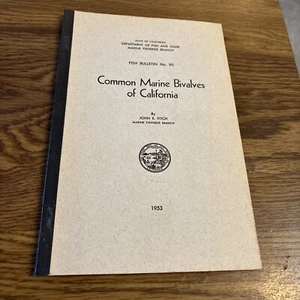 STATE OF CALIFORNIA
DEPARTMENT OF FISH AND GAME
MARINE FISHERIES BRANCH
FISH BULLETIN No. 90
Common Marine Bivalves
of California
By
JOHN E. FITCH
MARINE FISHERIES BRANCH
1953